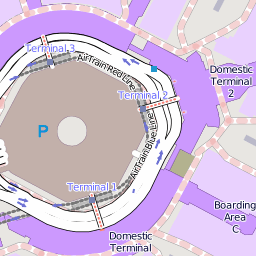 Terminal 3
AirTrain Red Line
Domestic
Terminal
2
Terminal 2
P
AirTrain Blue Line
Terminal 1
Boarding
Area
C
Domestic
Terminal